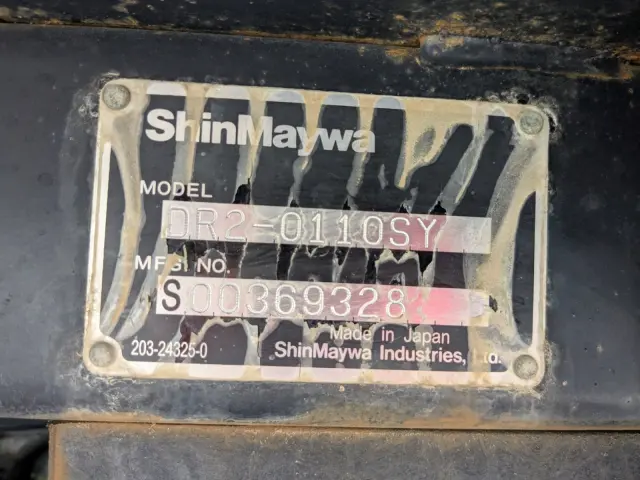 ShinMaywa
MODEL
DR2-0110SY
MFG. NO.
S00369328
Made in Japan
203-24325-0
ShinMaywa Industries, Ltd.